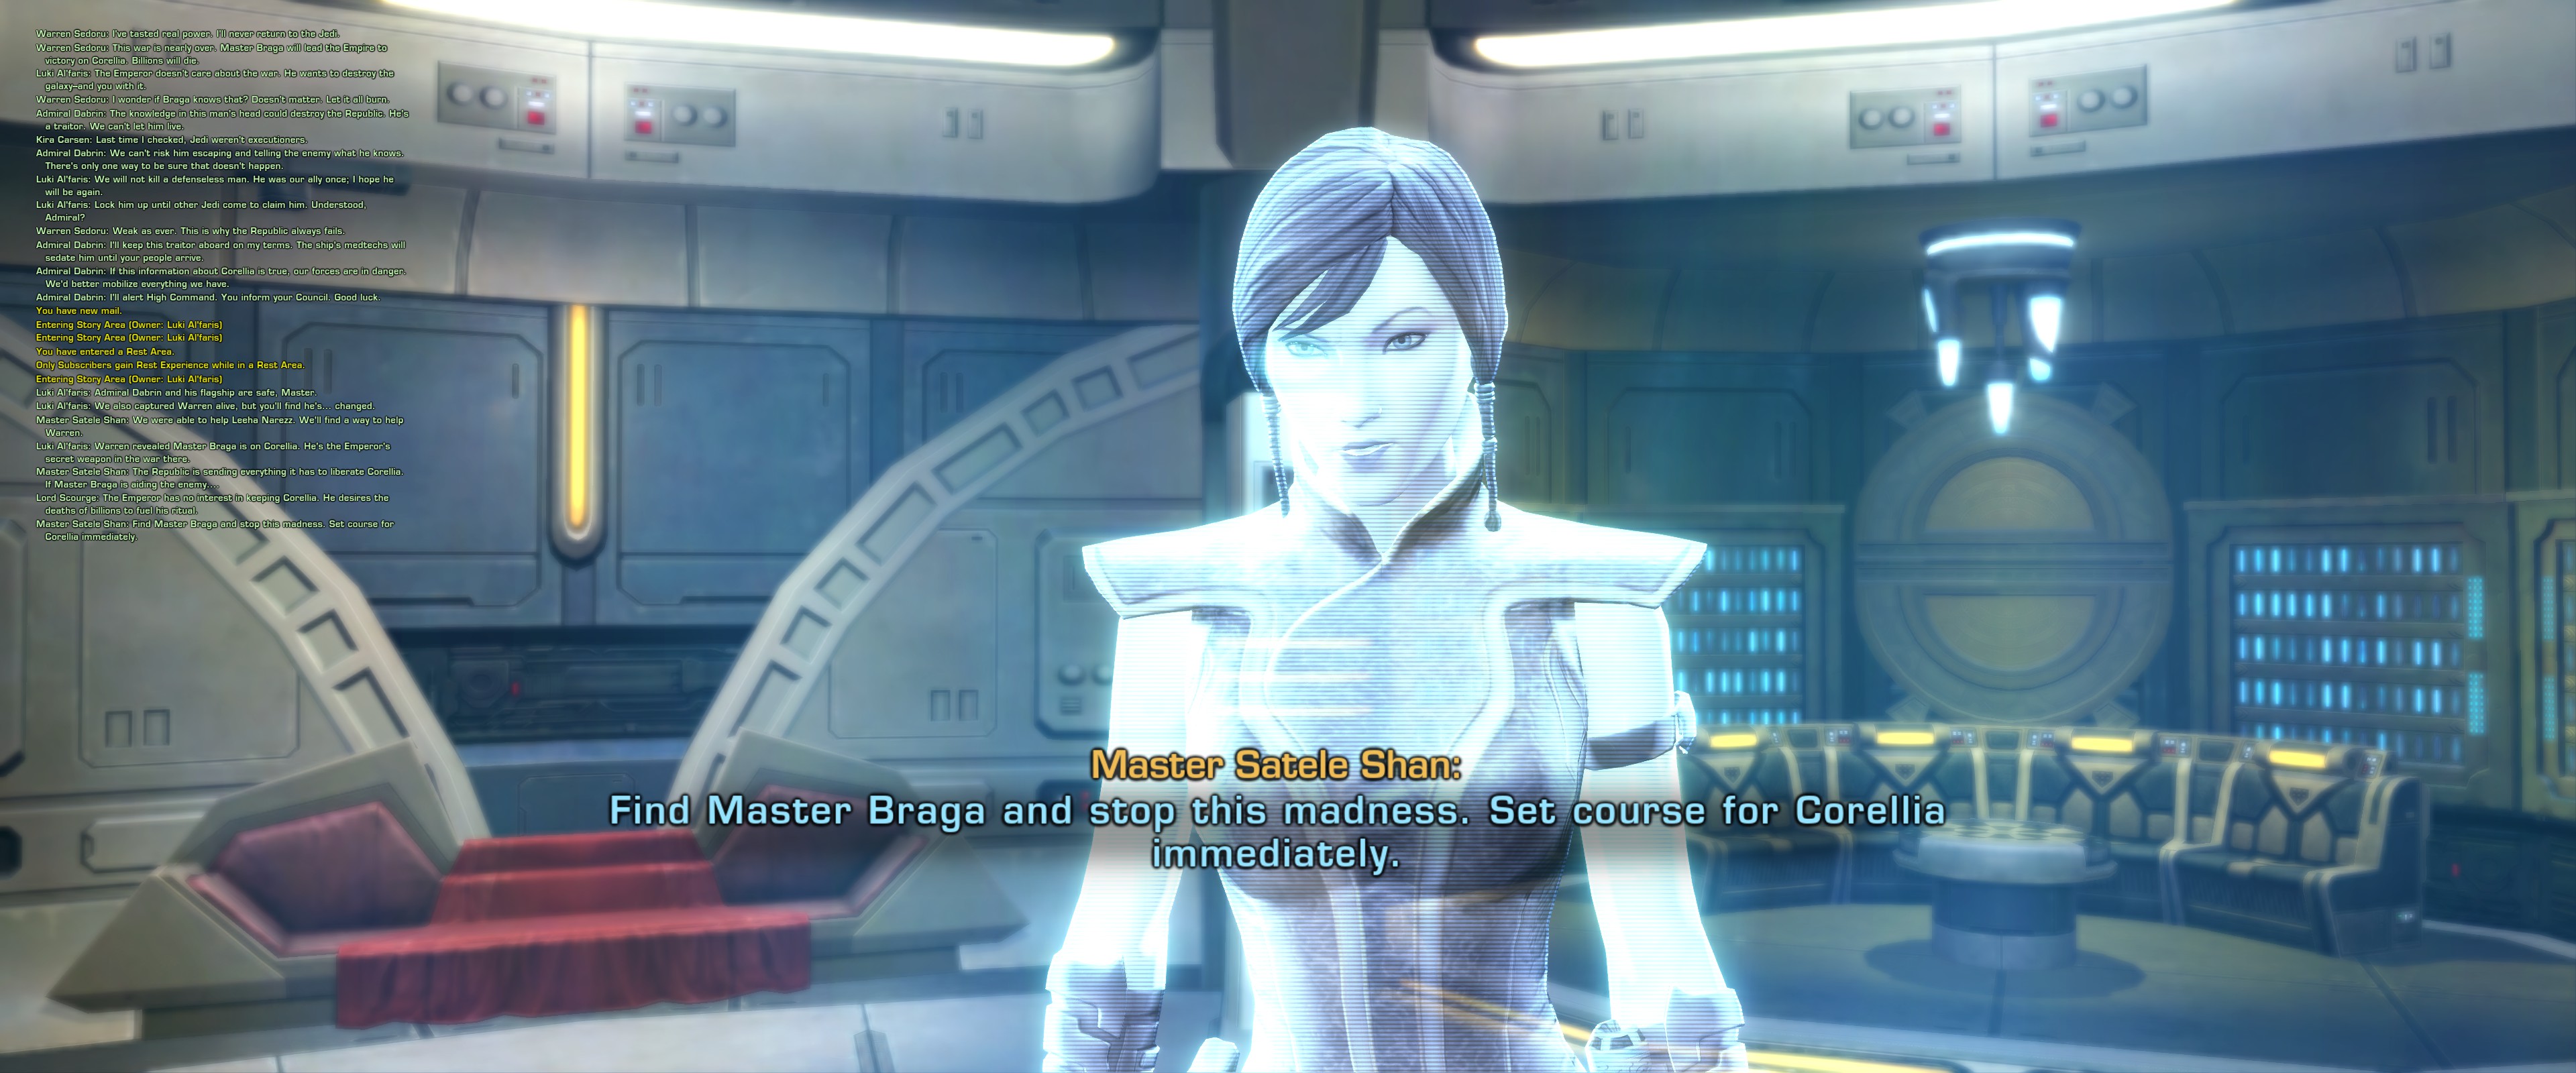 Warren Sedoru: I've tasted real power. I'll never return to the Jedi.
Warren Sedoru: This war is nearly over. Master Braga will lead the Empire to
victory on Corellia. Billions will die.
Luki Al'faris: The Emperor doesn't care about the war. He wants to destroy the
galaxy—and you with it.
Warren Sedoru: I wonder if Braga knows that? Doesn't matter. Let it all burn.
Admiral Dabrin: The knowledge in this man's head could destroy the Republic. He's
a traitor. We can't let him live.
Kira Carsen: Last time I checked, Jedi weren't executioners.
Admiral Dabrin: We can't risk him escaping and telling the enemy what he knows.
There's only one way to be sure that doesn't happen.
Luki Al'faris: We will not kill a defenseless man. He was our ally once; I hope he
will be again.
Luki Al'faris: Lock him up until other Jedi come to claim him. Understood,
Admiral?
Warren Sedoru: Weak as ever. This is why the Republic always fails.
Admiral Dabrin: I'll keep this traitor aboard on my terms. The ship's medtechs will
sedate him until your people arrive.
Admiral Dabrin: If this information about Corellia is true, our forces are in danger.
We'd better mobilize everything we have.
Admiral Dabrin: I'll alert High Command. You inform your Council. Good luck.
You have new mail.
Entering Story Area (Owner: Luki Al'faris)
Entering Story Area (Owner: Luki Al'faris)
You have entered a Rest Area.
Only Subscribers gain Rest Experience while in a Rest Area.
Entering Story Area (Owner: Luki Al'faris)
Luki Al'faris: Admiral Dabrin and his flagship are safe, Master.
Luki Al'faris: We also captured Warren alive, but you'll find he's... changed.
Master Satele Shan: We were able to help Leeha Narezz. We'll find a way to help
Warren.
Luki Al'faris: Warren revealed Master Braga is on Corellia. He's the Emperor's
secret weapon in the war there.
Master Satele Shan: The Republic is sending everything it has to liberate Corellia.
If Master Braga is aiding the enemy...
Lord Scourge: The Emperor has no interest in keeping Corellia. He desires the
deaths of billions to fuel his ritual.
Master Satele Shan: Find Master Braga and stop this madness. Set course for
Corellia immediately.
Master Satele Shan:
Find Master Braga and stop this madness. Set course for Corellia
immediately.